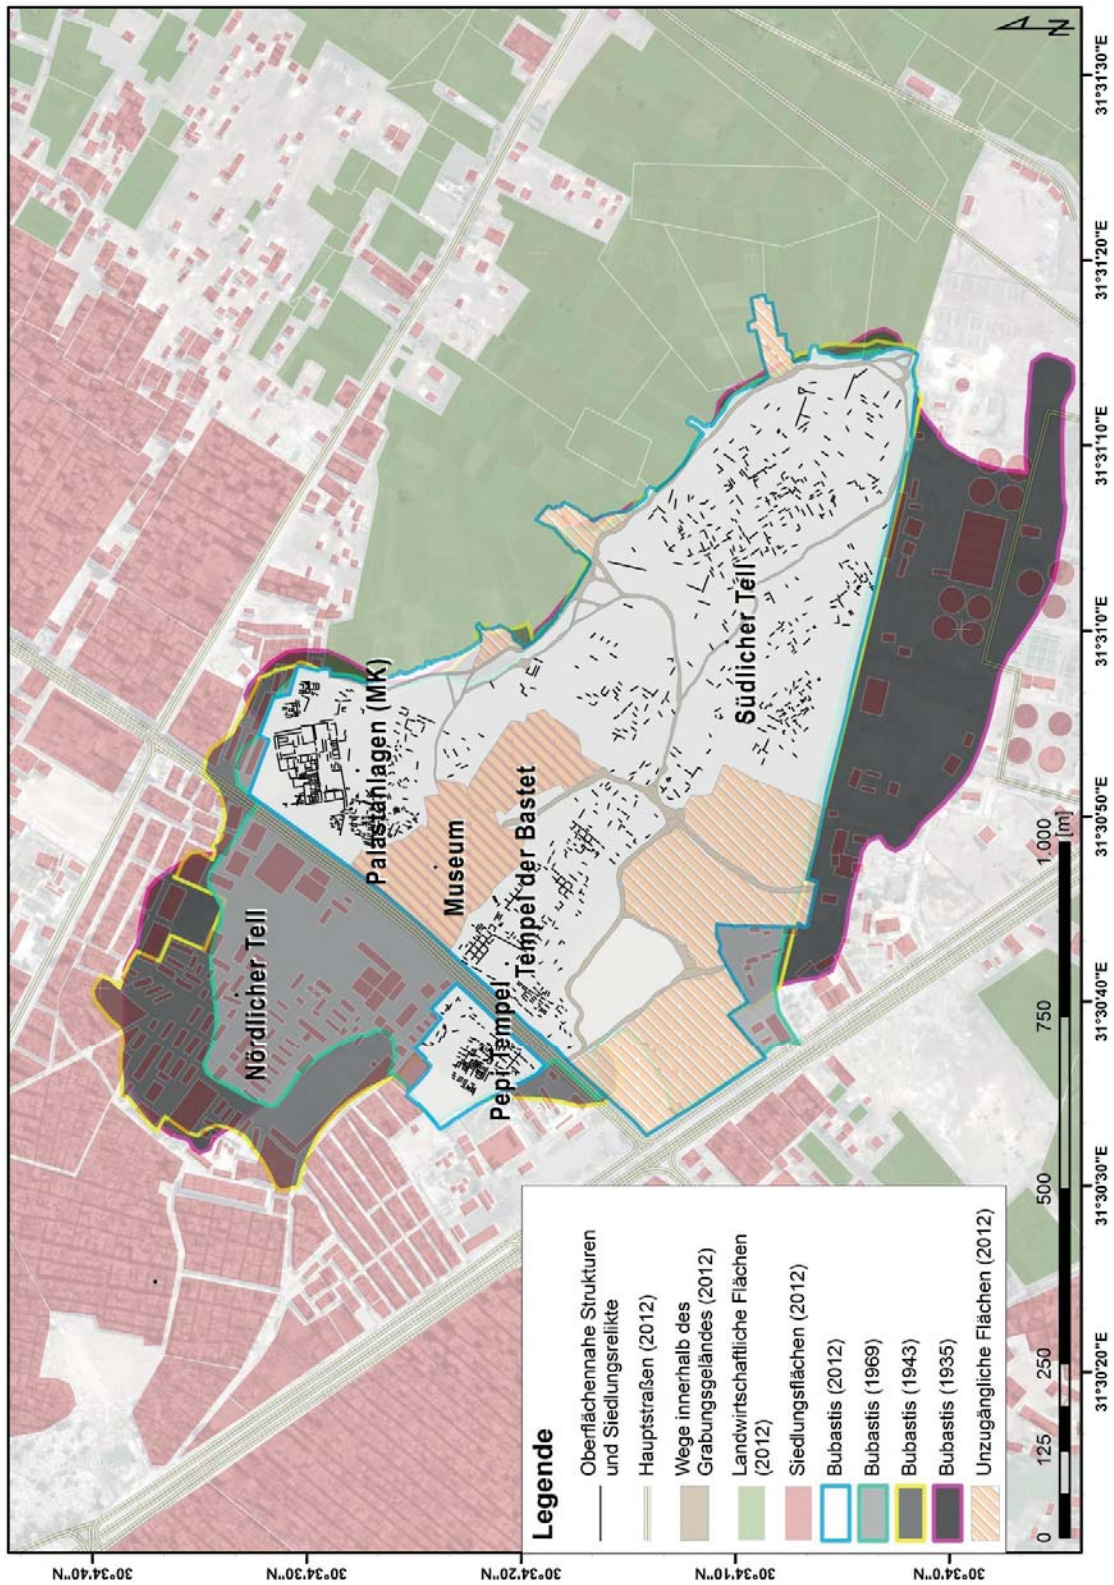 Nördlicher Tell
Palastanlagen (MK)
Museum
Pepi Tempel
Tempel der Bastet
Südlicher Tell
Legende
Oberflächennahe Strukturen
und Siedlungsrelikte
Hauptstraßen (2012)
Wege innerhalb des
Grabungsgeländes (2012)
Landwirtschaftliche Flächen
(2012)
Siedlungsflächen (2012)
Bubastis (2012)
Bubastis (1969)
Bubastis (1943)
Bubastis (1935)
Unzugängliche Flächen (2012)
0 125 250 500 750 1.000
[m]
N
30°34'40"N
30°34'30"N
30°34'20"N
30°34'10"N
30°34'0"N
31°30'20"E 31°30'30"E 31°30'40"E 31°30'50"E 31°31'0"E 31°31'10"E 31°31'20"E 31°31'30"E